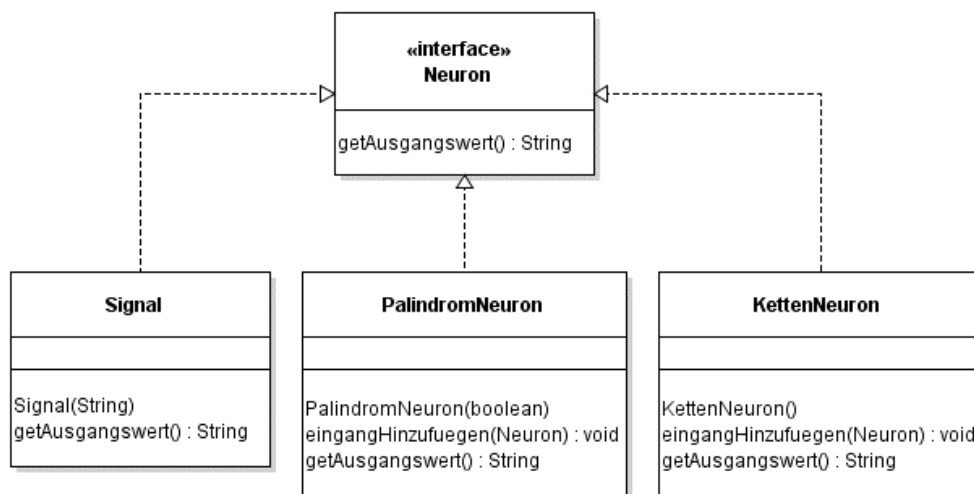 «interface»
Neuron
getAusgangswert() : String
Signal
Signal(String)
getAusgangswert() : String
PalindromNeuron
PalindromNeuron(boolean)
eingangHinzufuegen(Neuron) : void
getAusgangswert() : String
KettenNeuron
KettenNeuron()
eingangHinzufuegen(Neuron) : void
getAusgangswert() : String